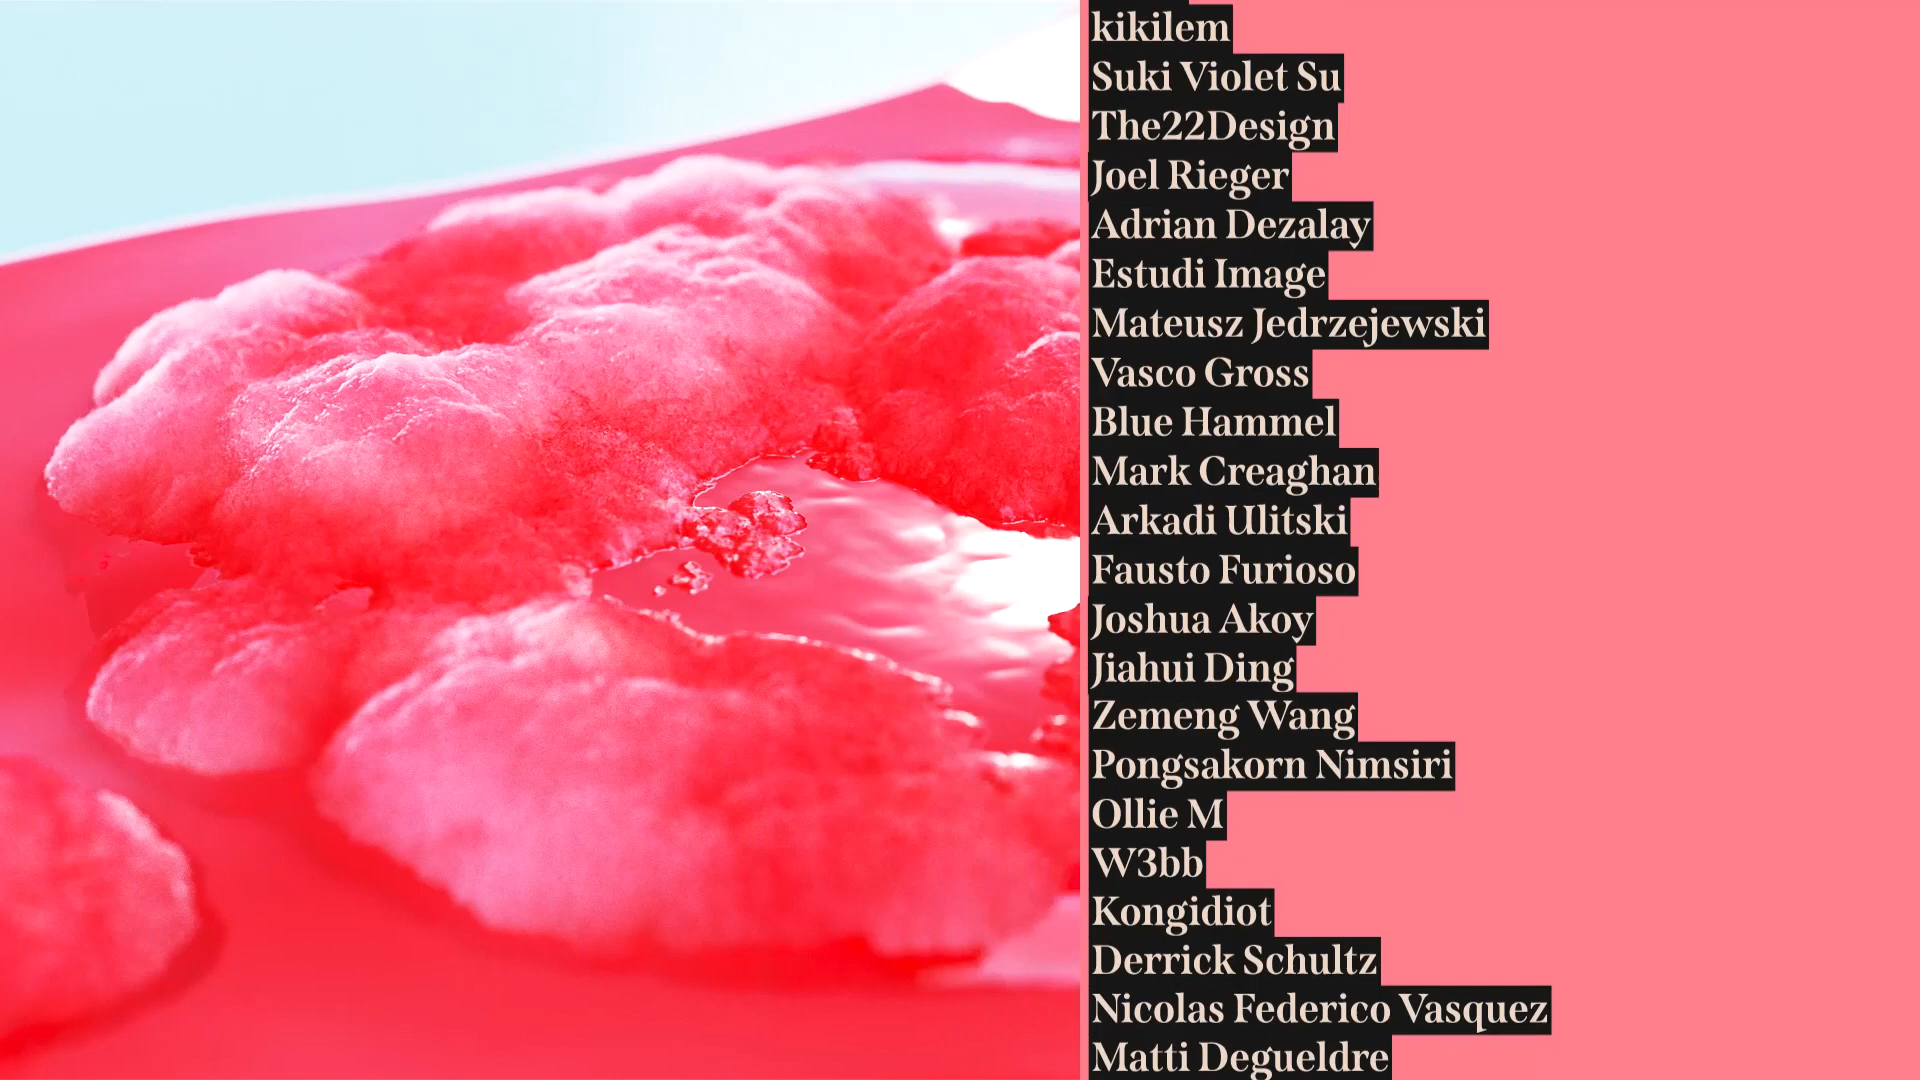 kikilem
Suki Violet Su
The22Design
Joel Rieger
Adrian Dezalay
Estudi Image
Mateusz Jedrzejewski
Vasco Gross
Blue Hammel
Mark Creaghan
Arkadi Ulitski
Fausto Furioso
Joshua Akoy
Jiahui Ding
Zemeng Wang
Pongsakorn Nimsiri
Ollie M
W3bb
Kongidiot
Derrick Schultz
Nicolas Federico Vasquez
Matti Degueldre